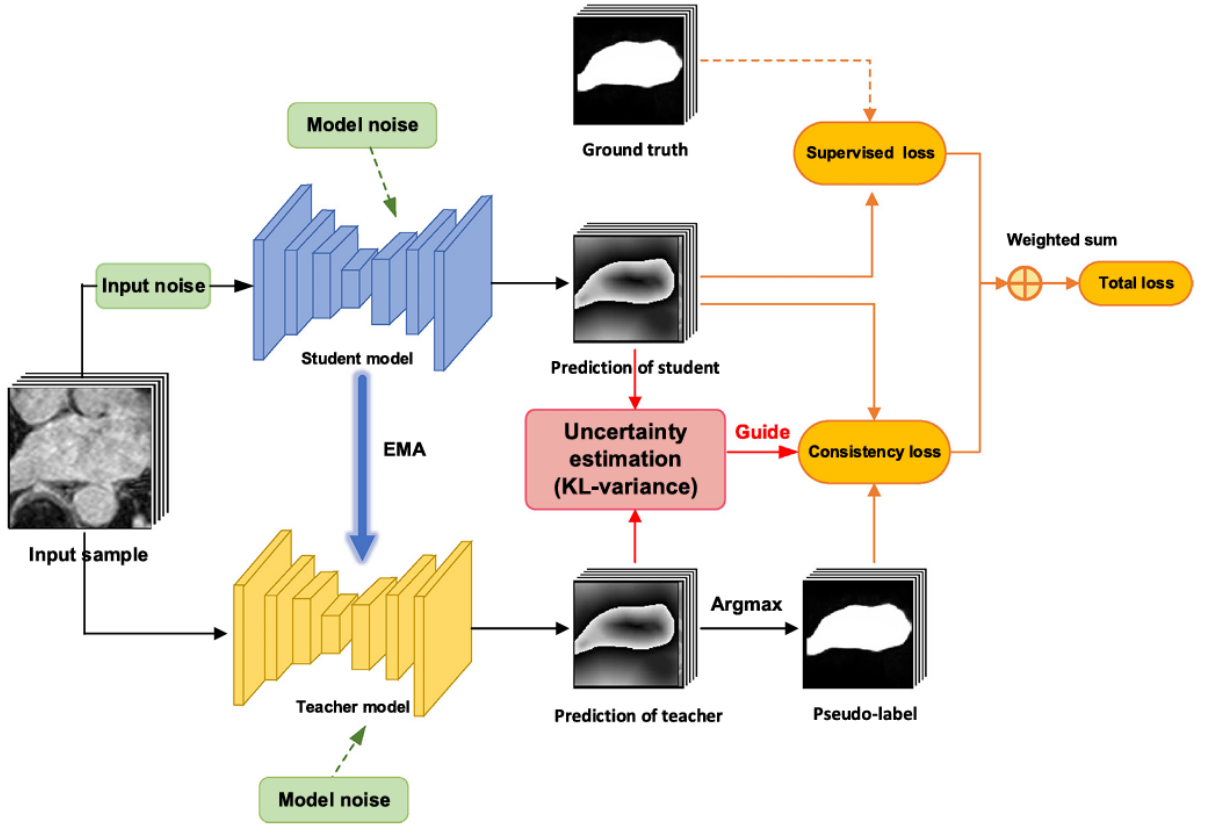 Model noise
Ground truth
Supervised loss
Weighted sum
Input noise
Total loss
Student model
Prediction of student
EMA
Uncertainty
estimation
(KL-variance)
Guide
Consistency loss
Input sample
Argmax
Teacher model
Prediction of teacher
Pseudo-label
Model noise